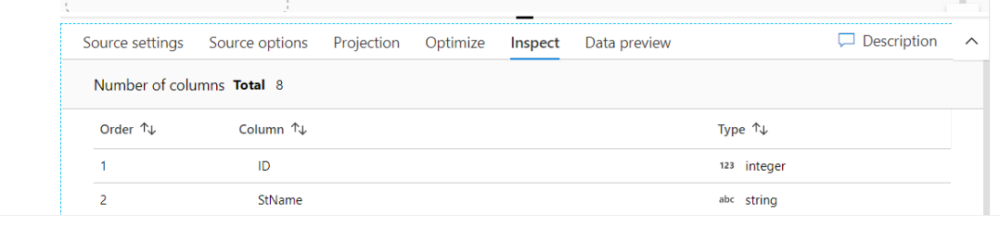 Source settings Source options Projection Optimize Inspect Data preview Description
Number of columns Total 8
Order Column Type
1 ID 123 integer
2 StName abc string